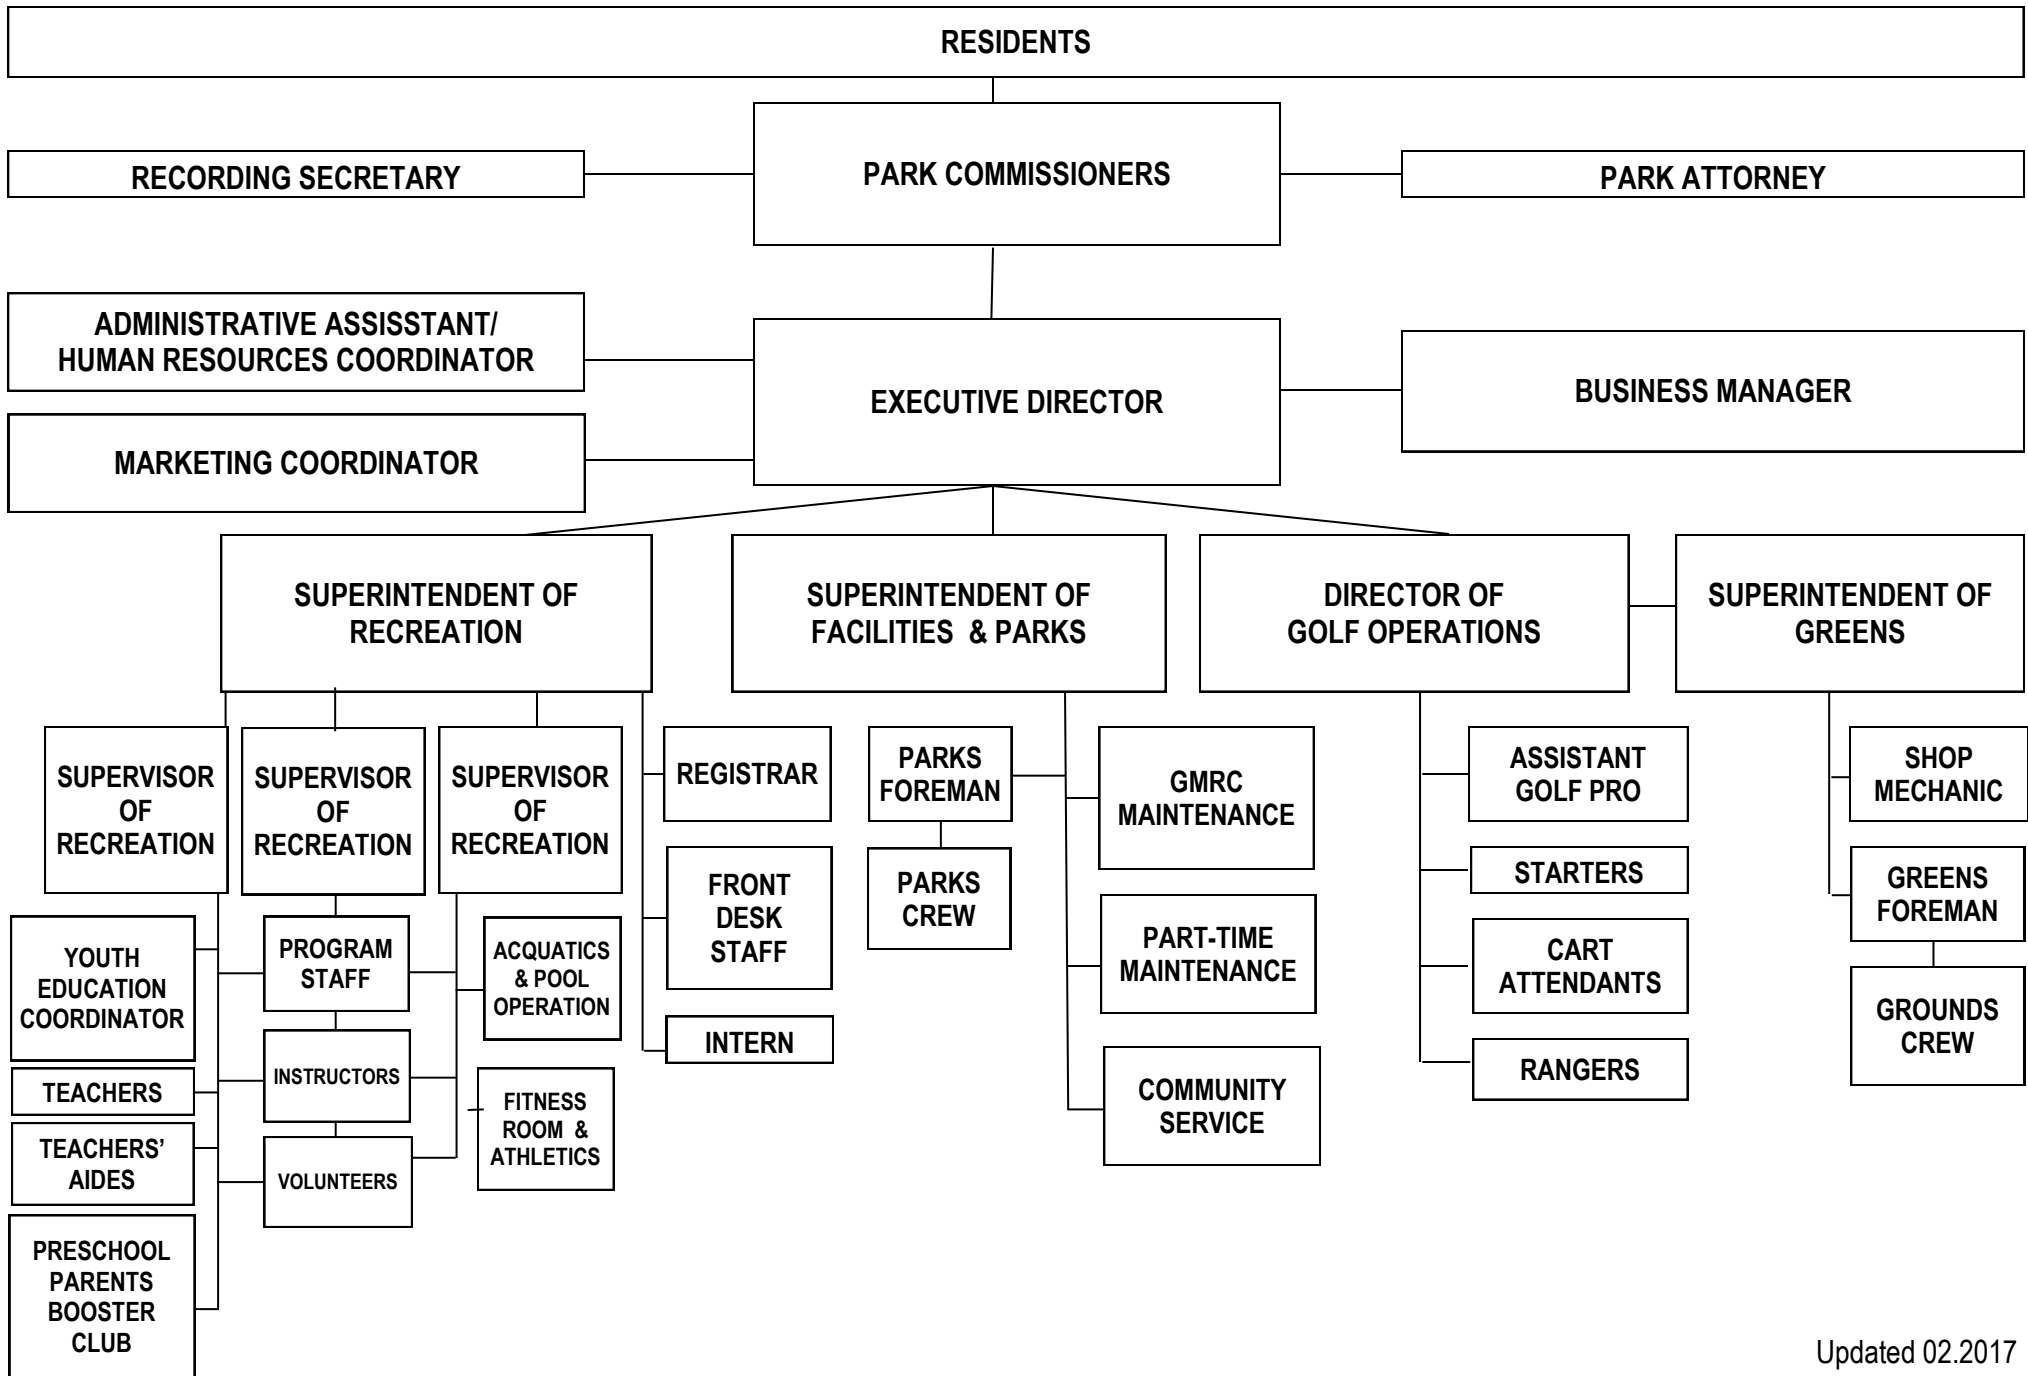 RESIDENTS
PARK COMMISSIONERS
RECORDING SECRETARY
PARK ATTORNEY
ADMINISTRATIVE ASSISSTANT/
HUMAN RESOURCES COORDINATOR
EXECUTIVE DIRECTOR
BUSINESS MANAGER
MARKETING COORDINATOR
SUPERINTENDENT OF
RECREATION
SUPERINTENDENT OF
FACILITIES & PARKS
DIRECTOR OF
GOLF OPERATIONS
SUPERINTENDENT OF
GREENS
SUPERVISOR
OF
RECREATION
SUPERVISOR
OF
RECREATION
SUPERVISOR
OF
RECREATION
REGISTRAR
FRONT
DESK
STAFF
INTERN
PARKS
FOREMAN
PARKS
CREW
GMRC
MAINTENANCE
PART-TIME
MAINTENANCE
COMMUNITY
SERVICE
ASSISTANT
GOLF PRO
STARTERS
CART
ATTENDANTS
RANGERS
SHOP
MECHANIC
GREENS
FOREMAN
GROUNDS
CREW
YOUTH
EDUCATION
COORDINATOR
TEACHERS
TEACHERS’
AIDES
PRESCHOOL
PARENTS
BOOSTER
CLUB
PROGRAM
STAFF
INSTRUCTORS
VOLUNTEERS
ACQUATICS
& POOL
OPERATION
FITNESS
ROOM &
ATHLETICS
Updated 02.2017